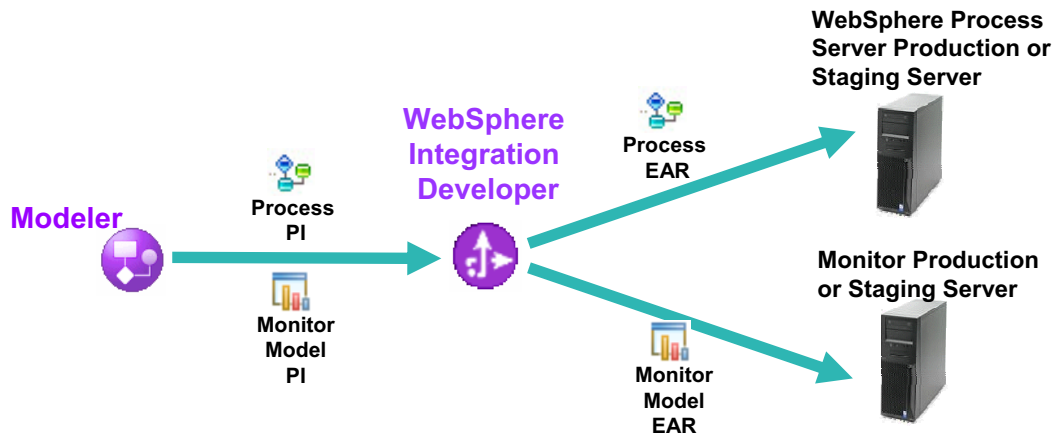 Modeler
Process
PI
Monitor
Model
PI
WebSphere
Integration
Developer
Process
EAR
Monitor
Model
EAR
WebSphere Process
Server Production or
Staging Server
Monitor Production
or Staging Server